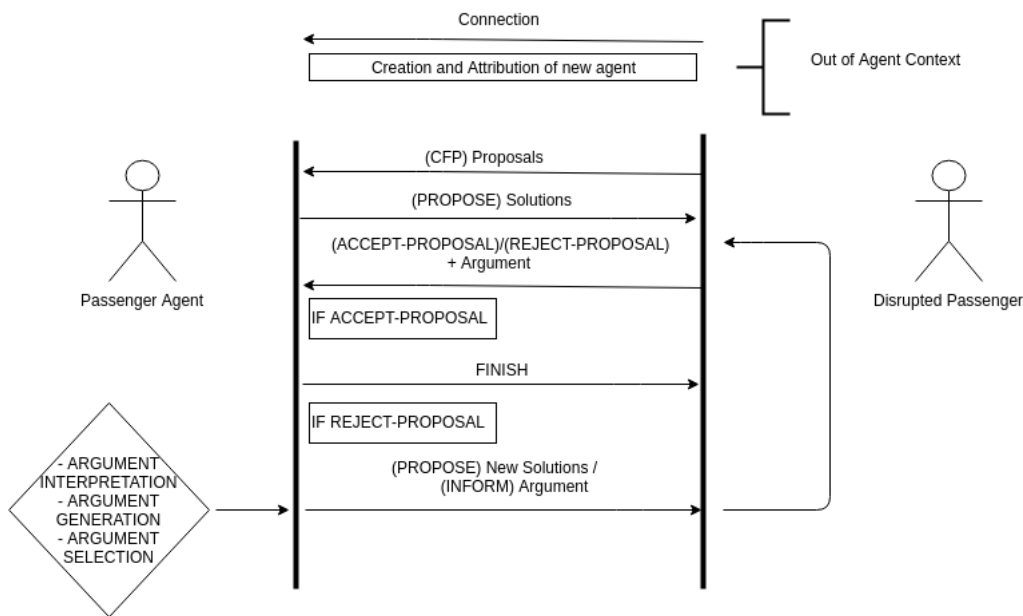 Connection
Creation and Attribution of new agent
Out of Agent Context
(CFP) Proposals
(PROPOSE) Solutions
(ACCEPT-PROPOSAL)/(REJECT-PROPOSAL)
+ Argument
Passenger Agent
Disrupted Passenger
IF ACCEPT-PROPOSAL
FINISH
IF REJECT-PROPOSAL
(PROPOSE) New Solutions /
(INFORM) Argument
- ARGUMENT
INTERPRETATION
- ARGUMENT
GENERATION
- ARGUMENT
SELECTION